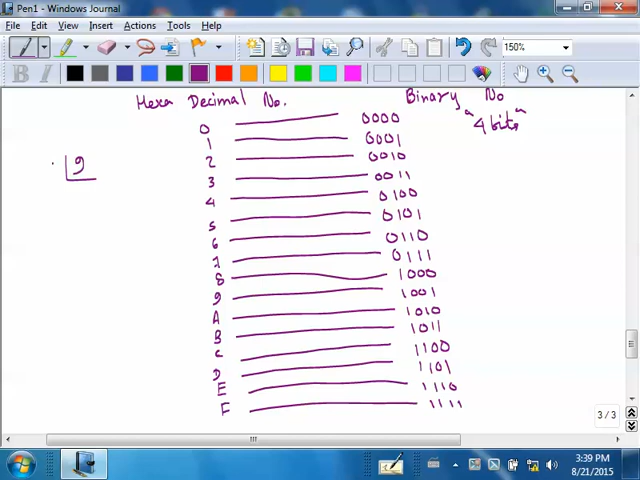 Pen1 - Windows Journal
File Edit View Insert Actions Tools Help
150%
B I
Hexa Decimal No. Binary No
"4 bits"
0 0000
1 0001
9
2 0010
3 0011
4 0100
5 0101
6 0110
7 0111
8 1000
9 1001
A 1010
B 1011
C 1100
D 1101
E 1110
F 1111
3 / 3
3:39 PM
8/21/2015